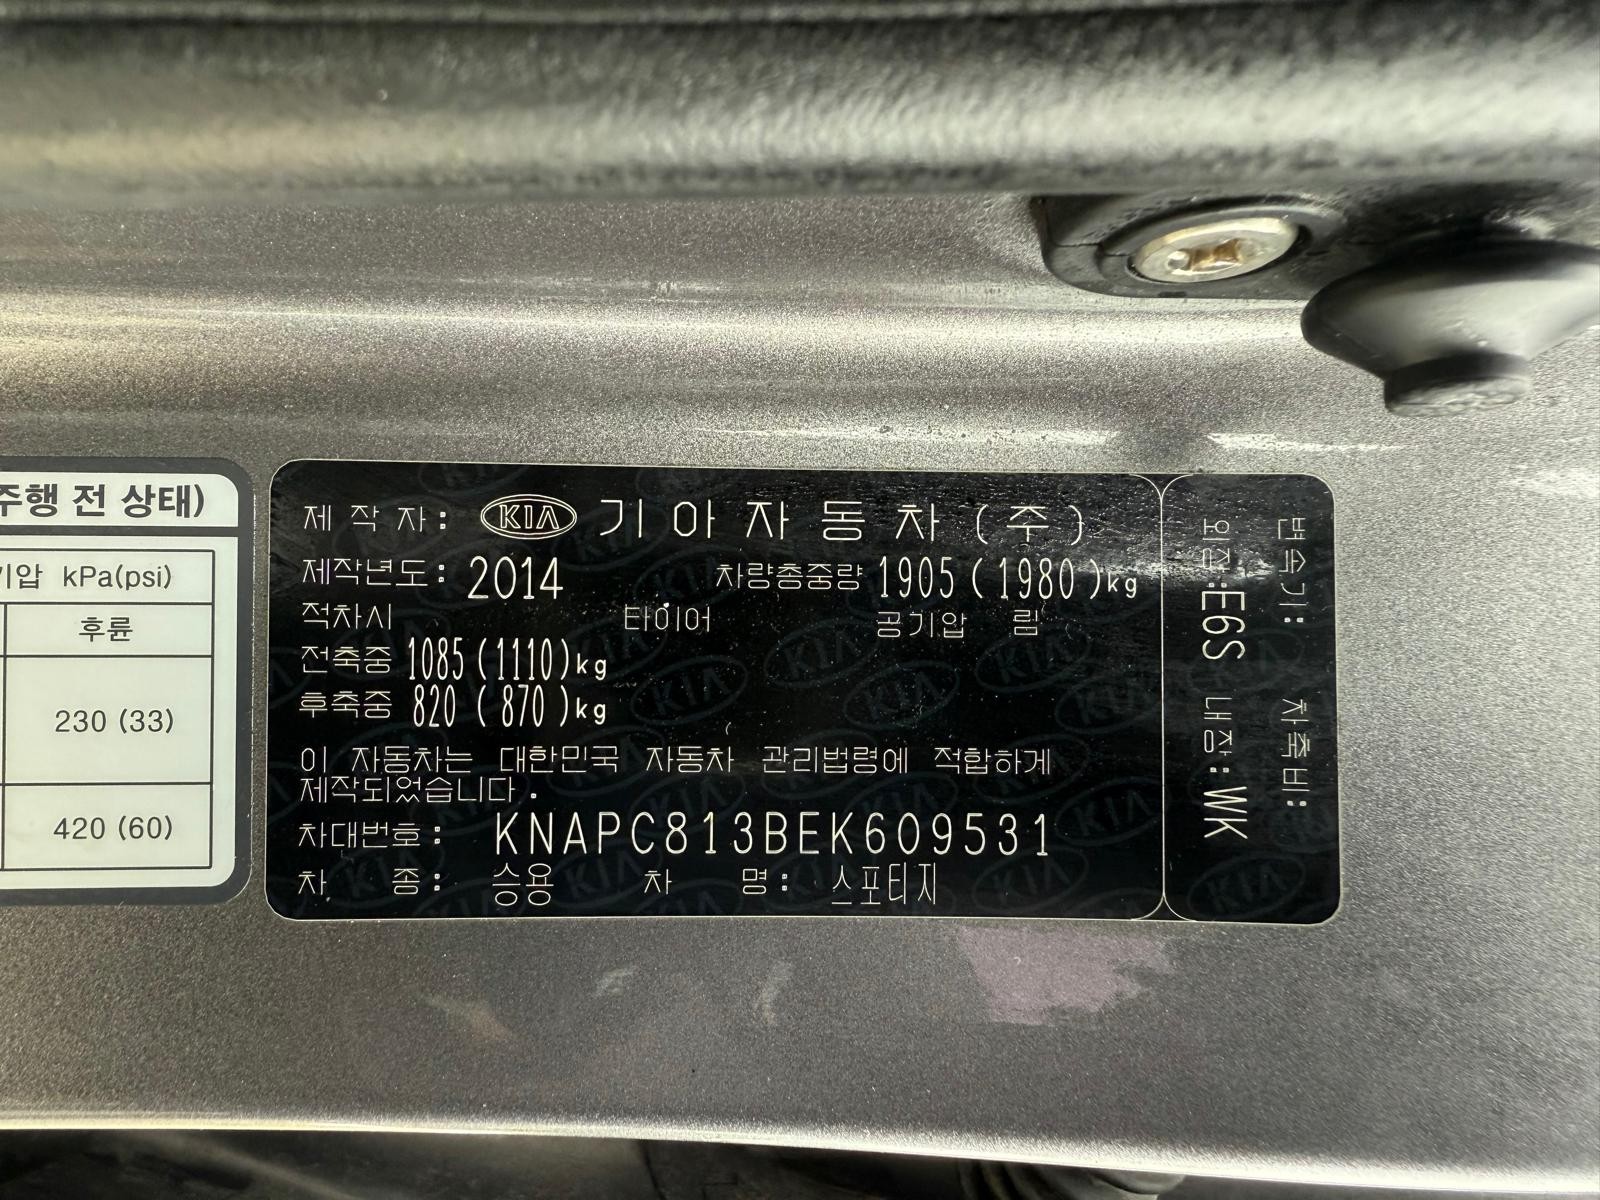 주행 전 상태)
기압 kPa(psi)
후륜
230 (33)
420 (60)
제 작 자: KIA 기아자동차(주)
제작년도: 2014 차량총중량 1905 (1980)kg
적차시 타이어 공기압 림
전축중 1085 (1110)kg
후축중 820 (870)kg
이 자동차는 대한민국 자동차 관리법령에 적합하게
제작되었습니다.
차대번호: KNAPC813BEK609531
차 종: 승용 차 명: 스포티지
변속기: 차축비:
외장:E6S 내장:WK